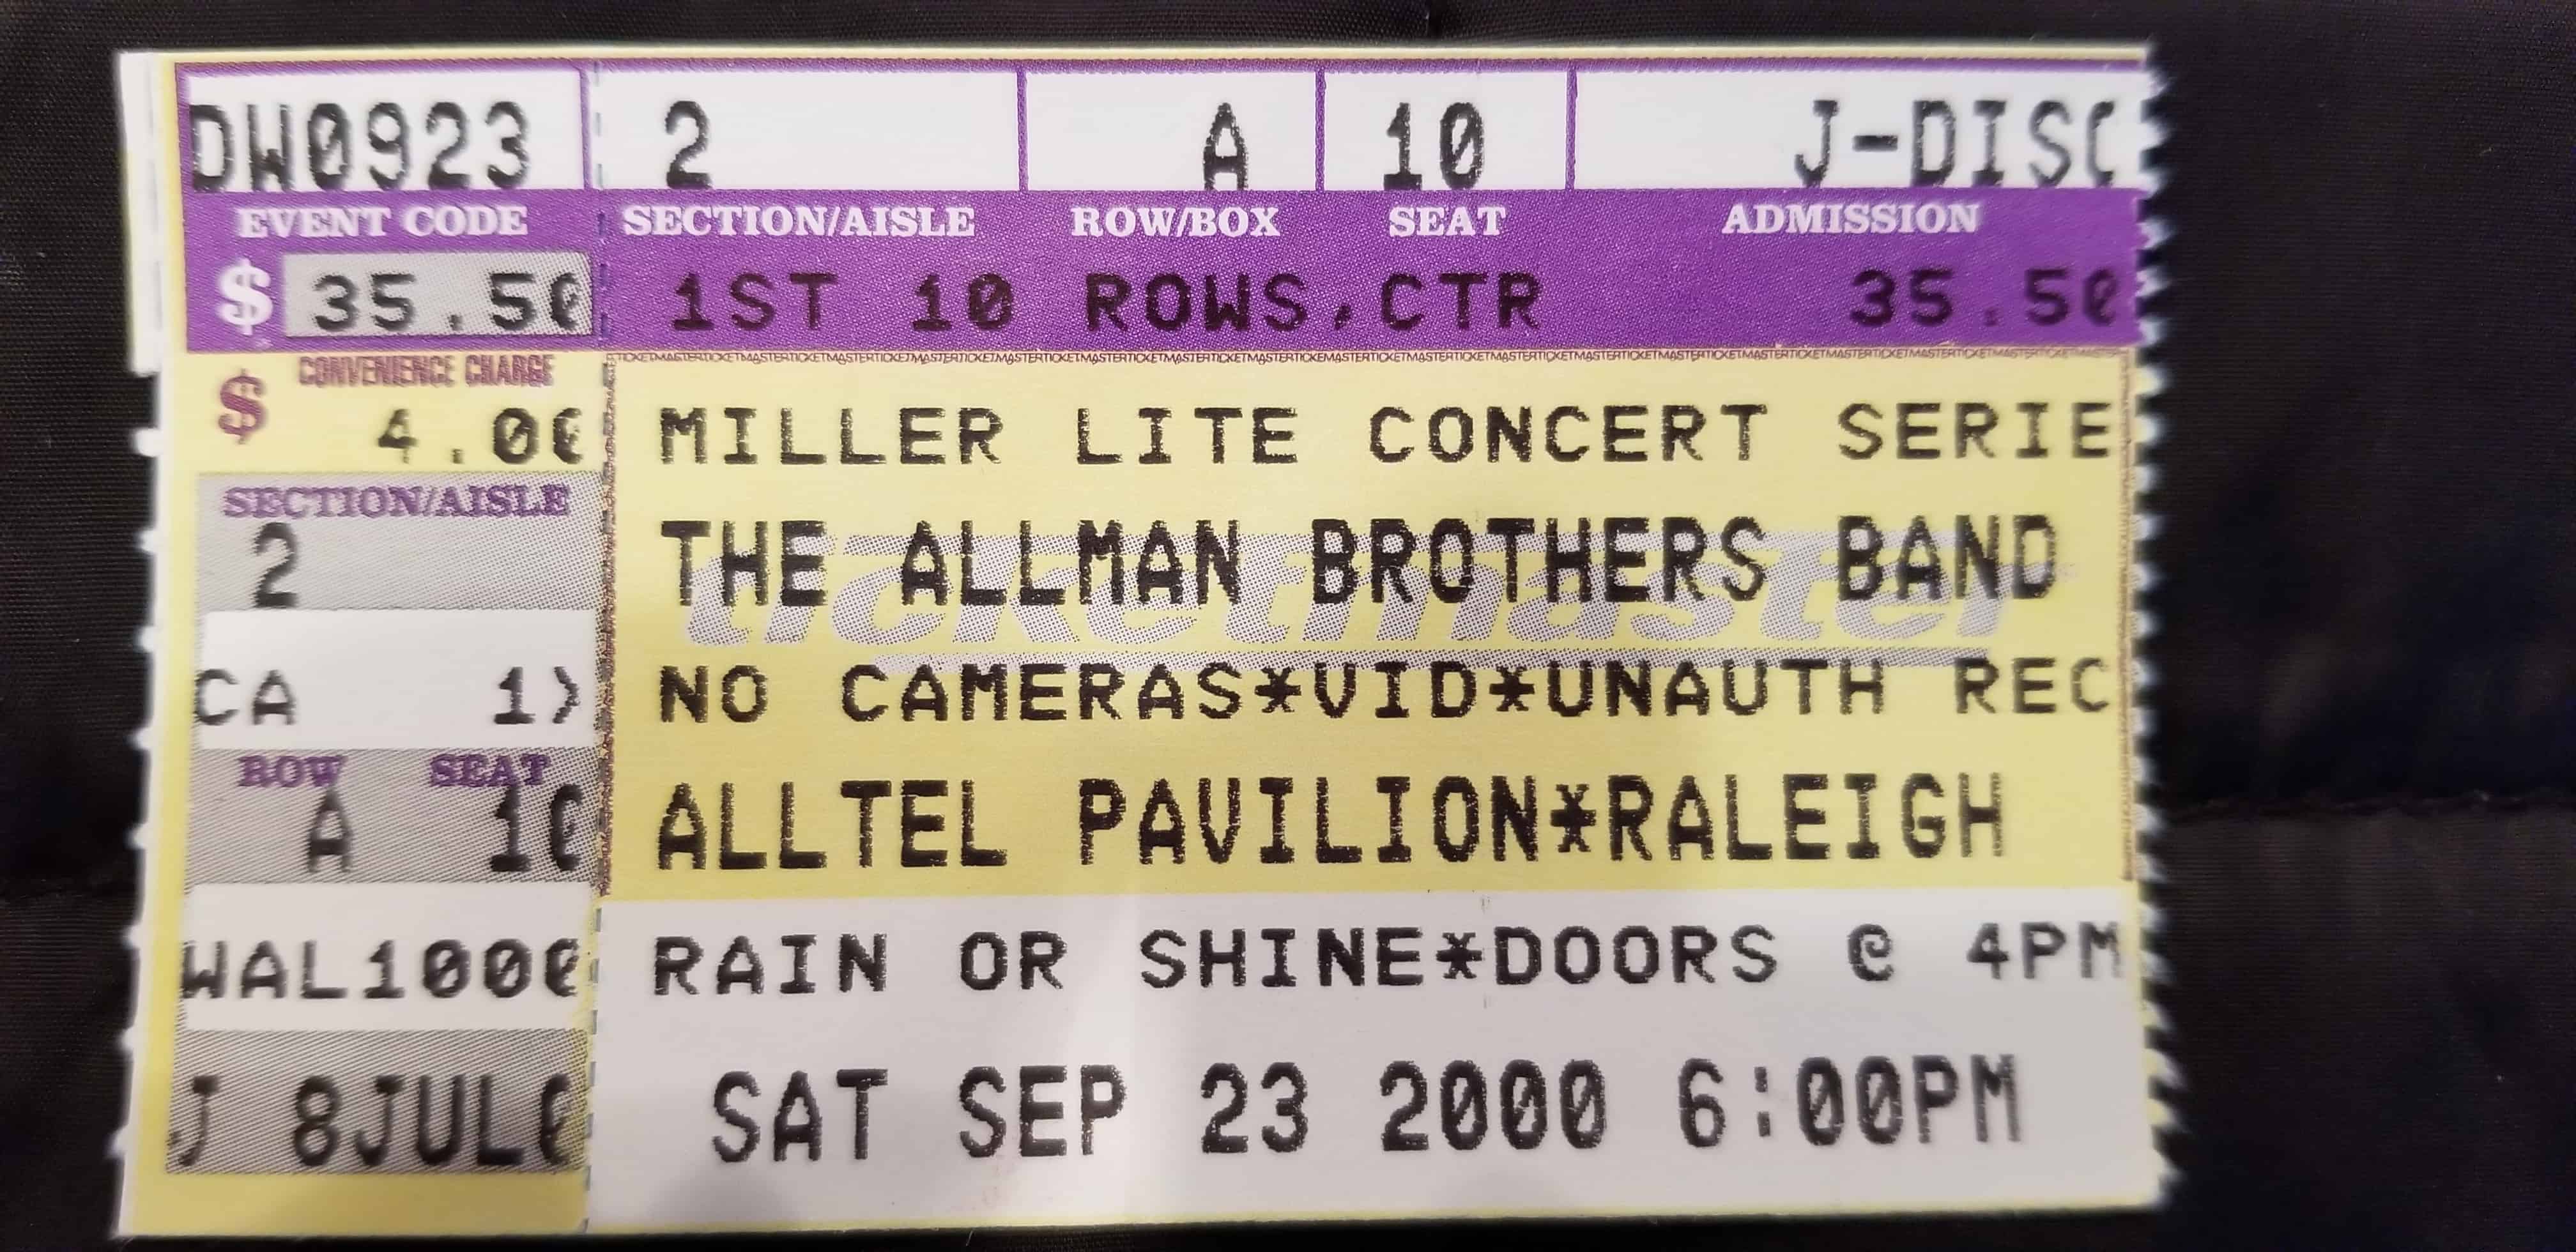 DW0923 2 A 10 J-DISC
EVENT CODE SECTION/AISLE ROW/BOX SEAT ADMISSION
$ 35.50 1ST 10 ROWS,CTR 35.50
CONVENIENCE CHARGE
$ 4.00
SECTION/AISLE
2
CA 1X
ROW SEAT
A 10
WAL1000
J 8JUL0
TICKETMASTERTICKETMASTERTICKETMASTERTICKETMASTERTICKETMASTERTICKETMASTERTICKETMASTER
MILLER LITE CONCERT SERIE
THE ALLMAN BROTHERS BAND
ticketmaster
NO CAMERAS*VID*UNAUTH REC
ALLTEL PAVILION*RALEIGH
RAIN OR SHINE*DOORS @ 4PM
SAT SEP 23 2000 6:00PM